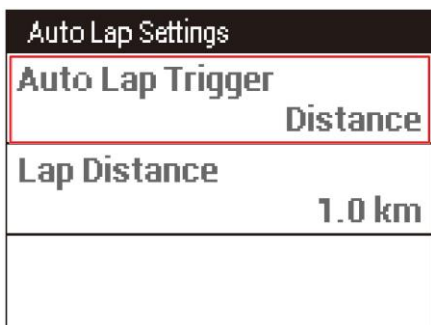 Auto Lap Settings
Auto Lap Trigger
Distance
Lap Distance
1.0 km